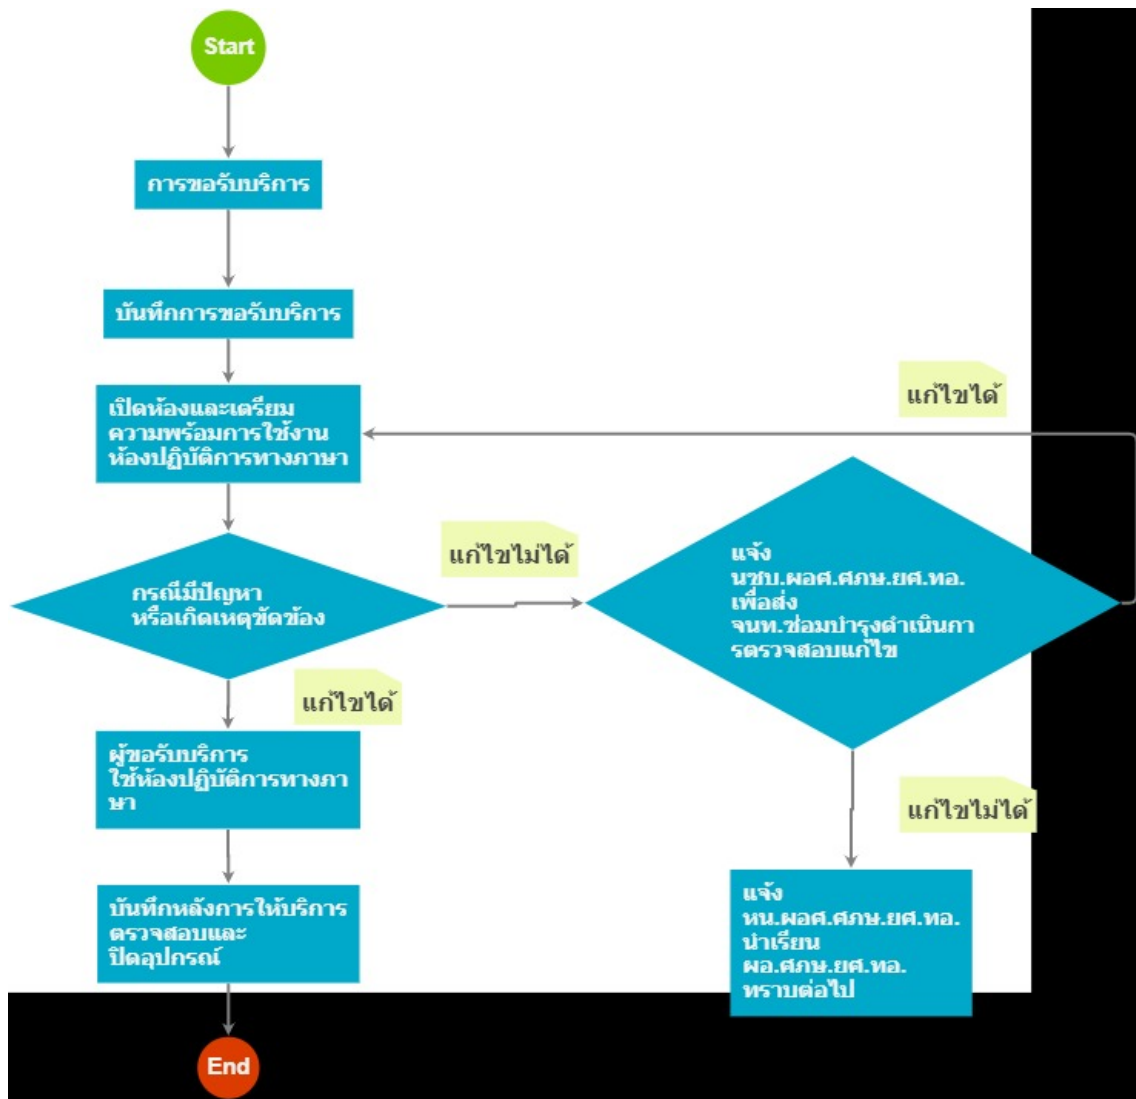 Start
การขอรับบริการ
บันทึกการขอรับบริการ
เปิดห้องและเตรียม
ความพร้อมการใช้งาน
ห้องปฏิบัติการทางภาษา
แก้ไขได้
กรณีมีปัญหา
หรือเกิดเหตุขัดข้อง
แก้ไขไม่ได้
แจ้ง
นชบ.ผอศ.ศภษ.ยศ.ทอ.
เพื่อส่ง
จนท.ซ่อมบำรุงดำเนินกา
รตรวจสอบแก้ไข
แก้ไขได้
ผู้ขอรับบริการ
ใช้ห้องปฏิบัติการทางภา
ษา
แก้ไขไม่ได้
บันทึกหลังการให้บริการ
ตรวจสอบและ
ปิดอุปกรณ์
แจ้ง
หน.ผอศ.ศภษ.ยศ.ทอ.
นำเรียน
ผอ.ศภษ.ยศ.ทอ.
ทราบต่อไป
End